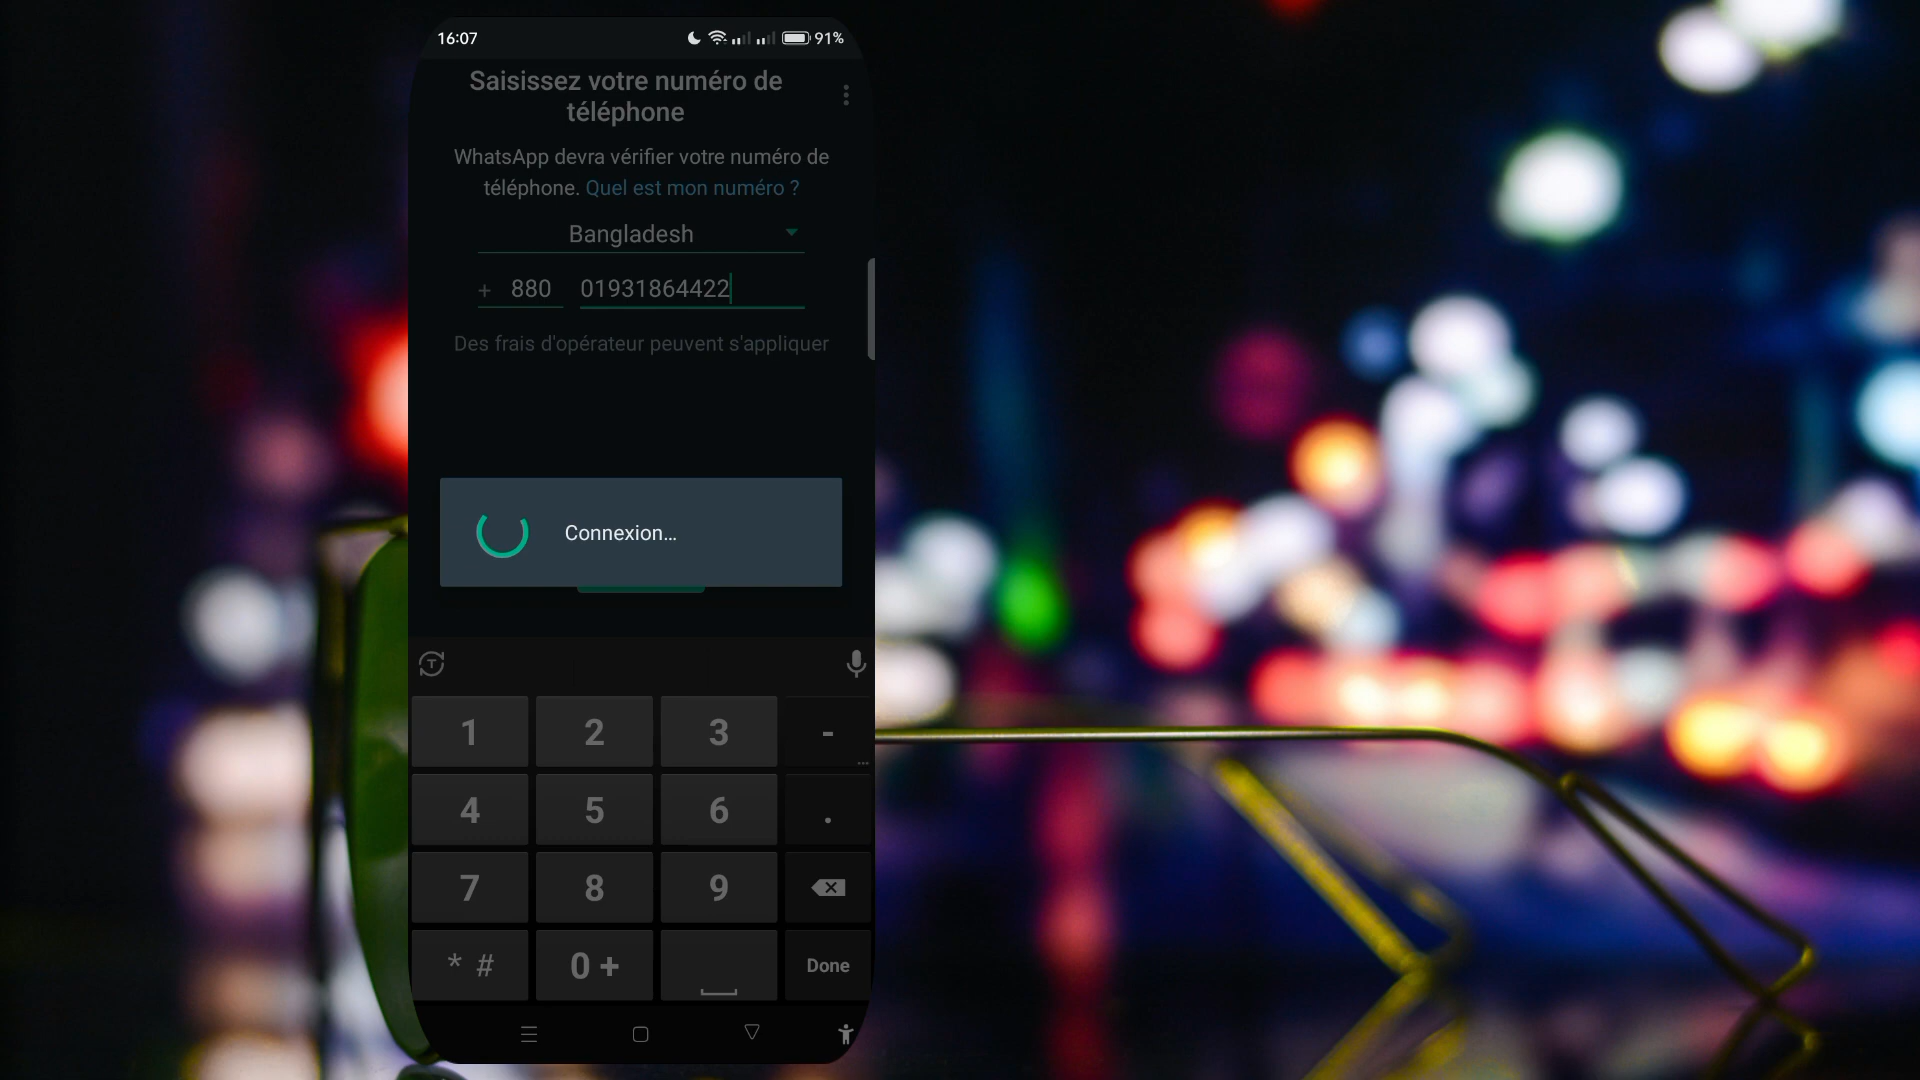 16:07
91%
Saisissez votre numéro de
téléphone
WhatsApp devra vérifier votre numéro de
téléphone. Quel est mon numéro ?
Bangladesh
+ 880 01931864422
Des frais d'opérateur peuvent s'appliquer
Connexion...
T
1 2 3 -
...
4 5 6 .
7 8 9
* # 0 +
Done